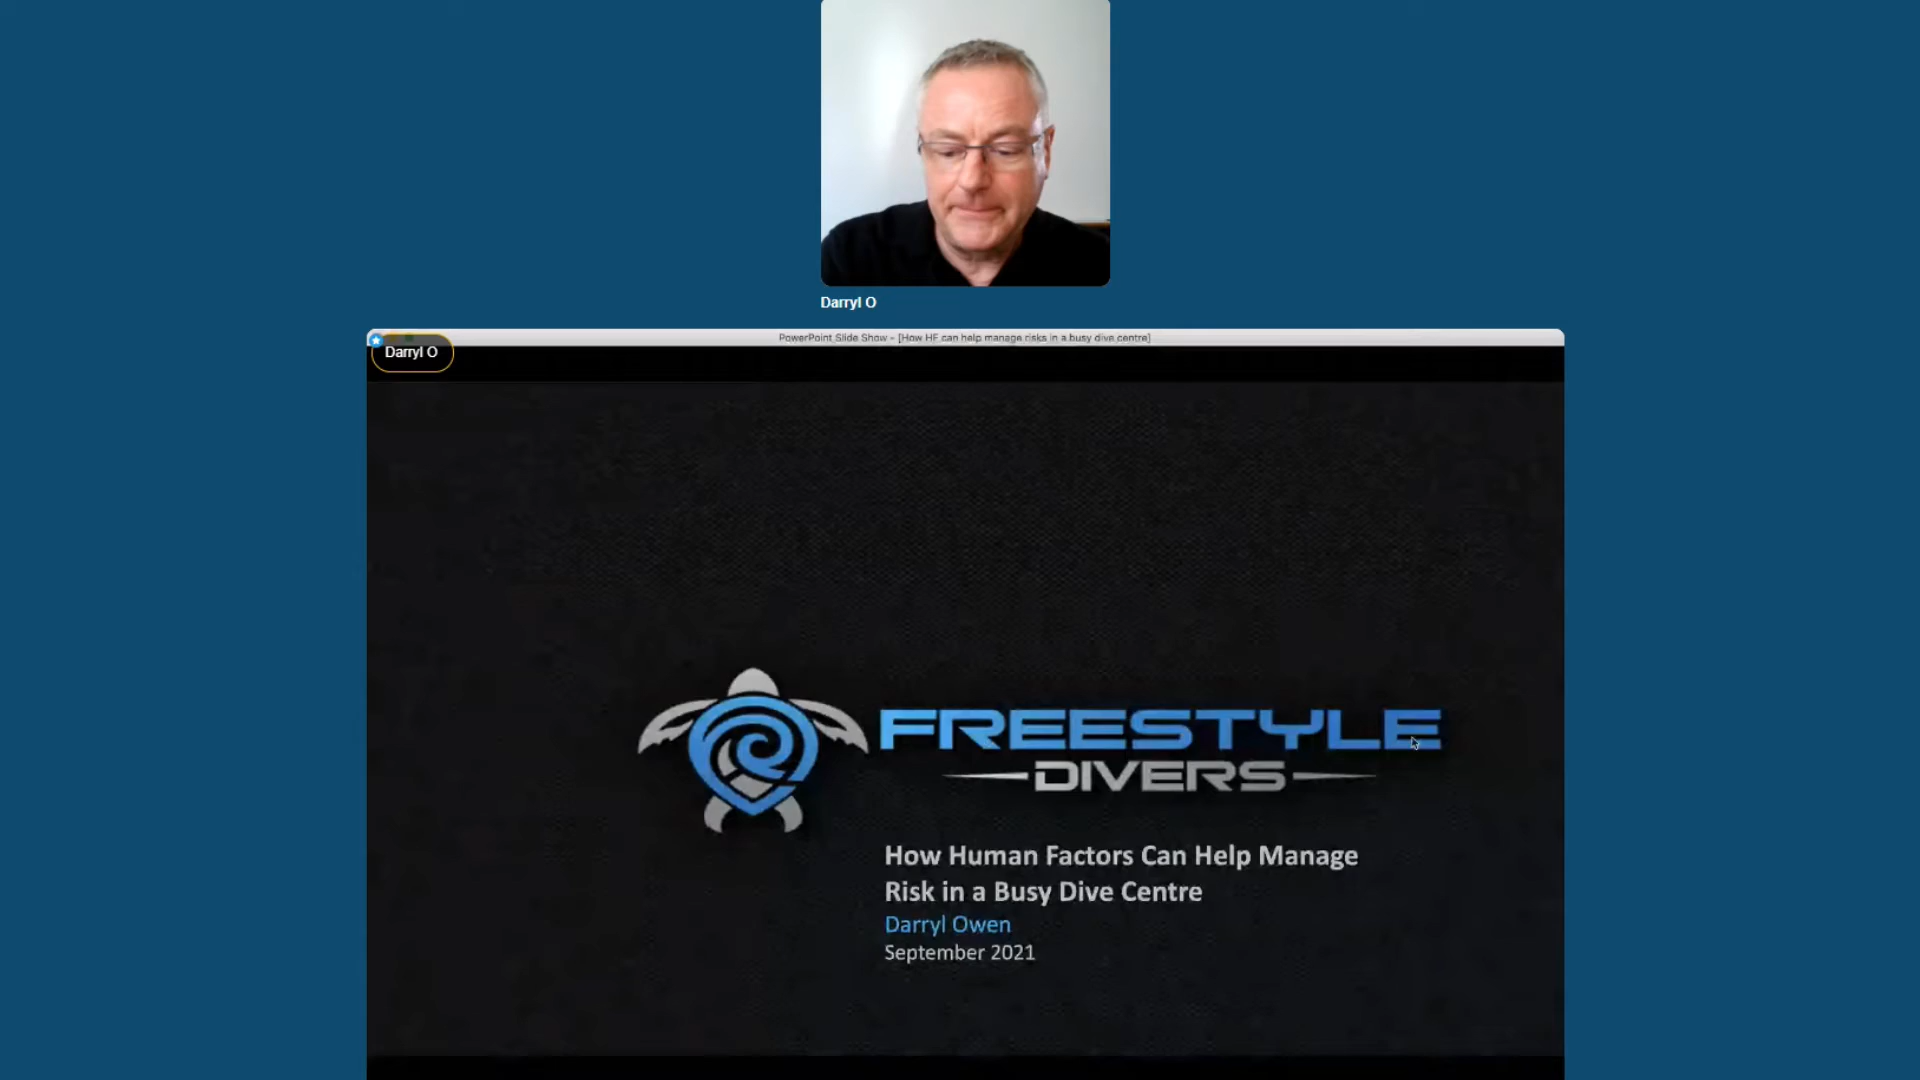 Darryl O
PowerPoint Slide Show - [How HF can help manage risks in a busy dive centre]
Darryl O
FREESTYLE
DIVERS
How Human Factors Can Help Manage
Risk in a Busy Dive Centre
Darryl Owen
September 2021